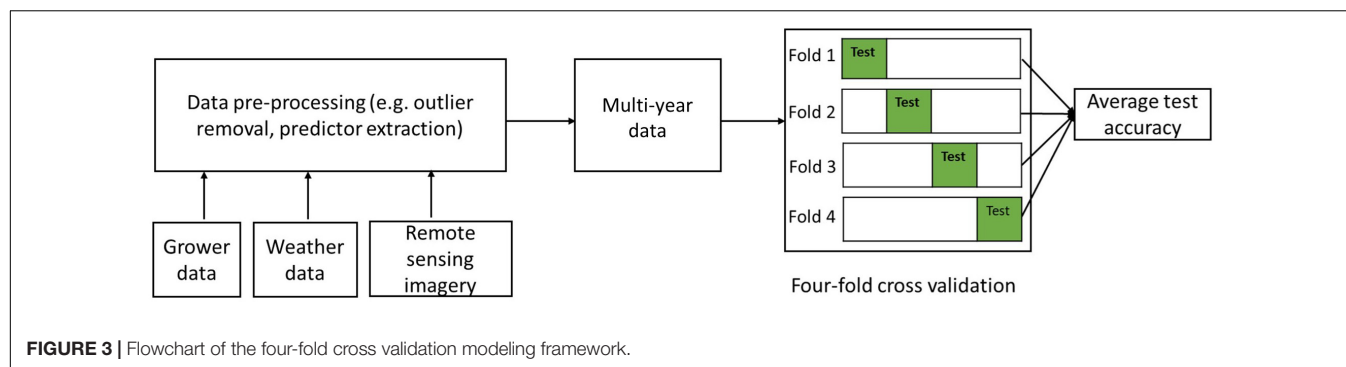 Data pre-processing (e.g. outlier
removal, predictor extraction)
Grower
data
Weather
data
Remote
sensing
imagery
Multi-year
data
Fold 1
Test
Fold 2
Test
Fold 3
Test
Fold 4
Test
Four-fold cross validation
Average test
accuracy
FIGURE 3 | Flowchart of the four-fold cross validation modeling framework.